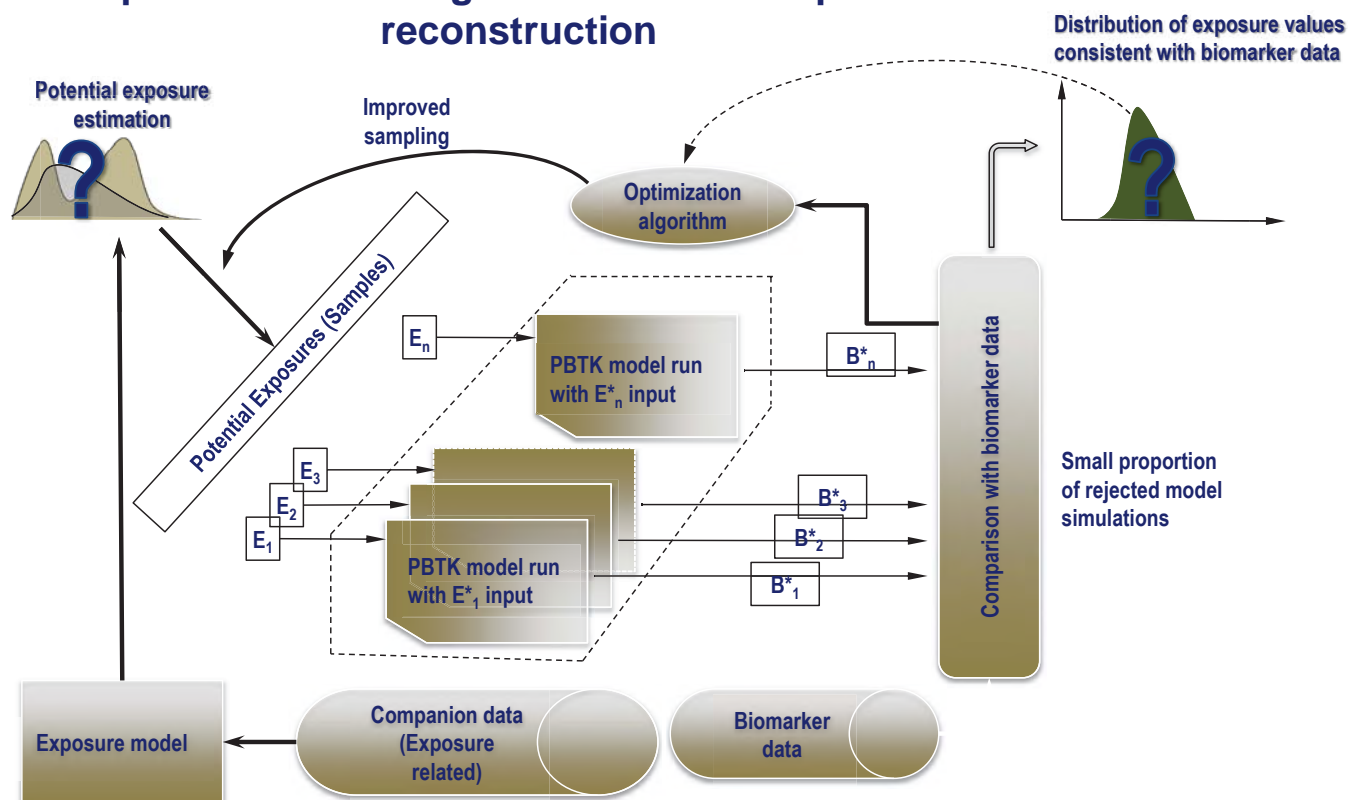 reconstruction
Distribution of exposure values
consistent with biomarker data
Potential exposure
estimation
?
Improved
sampling
?
Optimization
algorithm
Potential Exposures (Samples)
En
PBTK model run
with E*n input
B*n
E3
E2
E1
PBTK model run
with E*1 input
B*3
B*2
B*1
Comparison with biomarker data
Small proportion
of rejected model
simulations
Exposure model
Companion data
(Exposure
related)
Biomarker
data